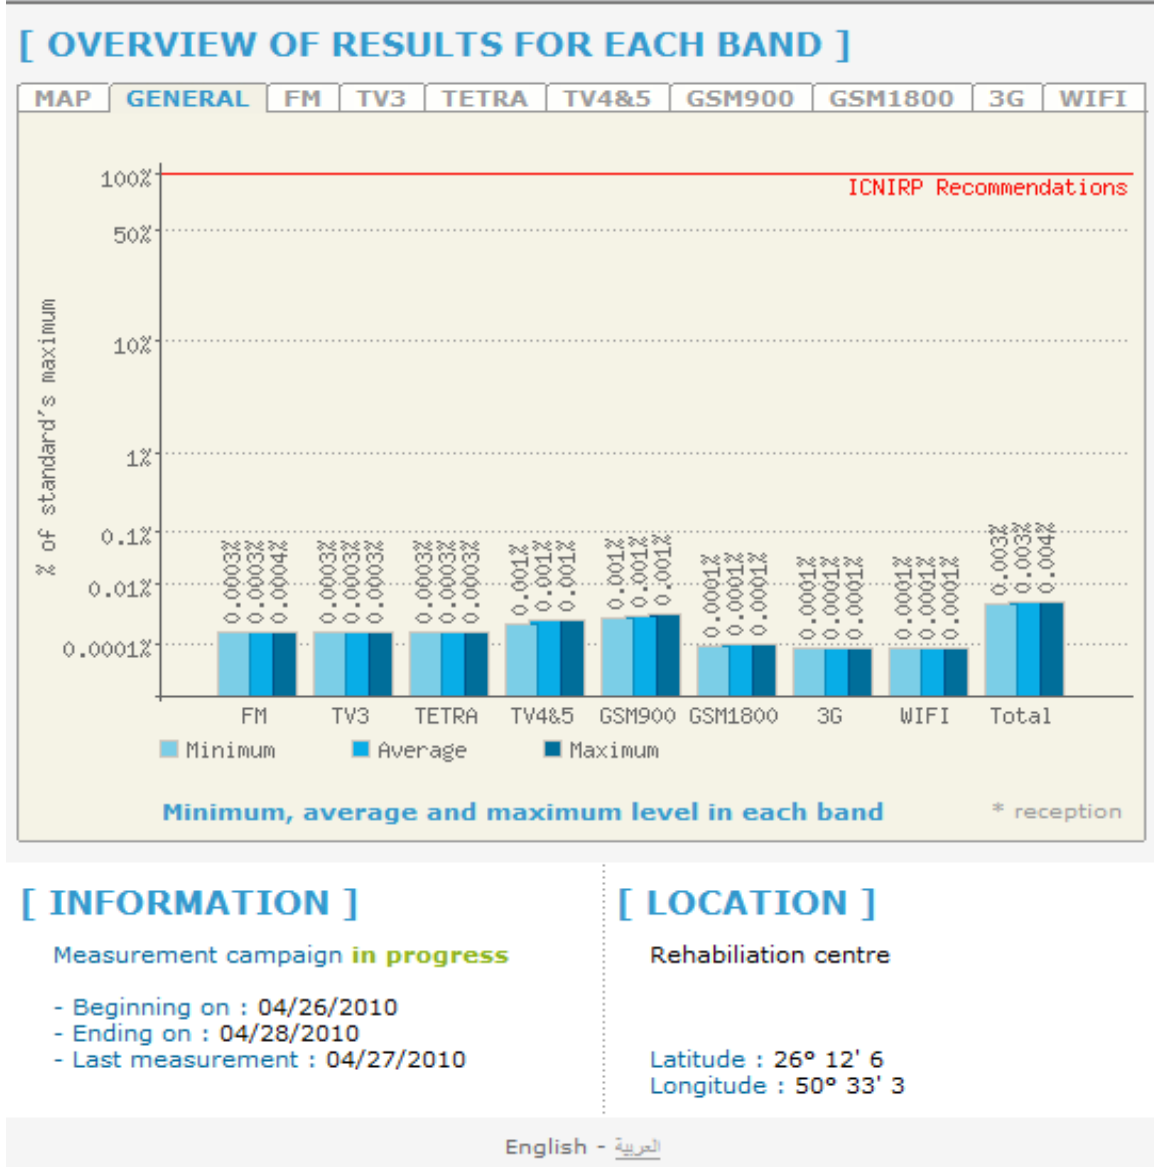 [ OVERVIEW OF RESULTS FOR EACH BAND ]
MAP GENERAL FM TV3 TETRA TV4&5 GSM900 GSM1800 3G WIFI
100%
ICNIRP Recommendations
50%
10%
1%
0.1%
0.01%
0.0001%
% of standard's maximum
0.0003% 0.0003% 0.0004% 0.0003% 0.0003% 0.0003% 0.0003% 0.0003% 0.0003% 0.001% 0.001% 0.001% 0.001% 0.001% 0.001% 0.0001% 0.0001% 0.0001% 0.0001% 0.0001% 0.0001% 0.0001% 0.0001% 0.0001% 0.003% 0.003% 0.004%
FM TV3 TETRA TV4&5 GSM900 GSM1800 3G WIFI Total
Minimum Average Maximum
Minimum, average and maximum level in each band * reception
[ INFORMATION ]
Measurement campaign in progress
- Beginning on : 04/26/2010
- Ending on : 04/28/2010
- Last measurement : 04/27/2010
[ LOCATION ]
Rehabiliation centre
Latitude : 26° 12' 6
Longitude : 50° 33' 3
English - العربية